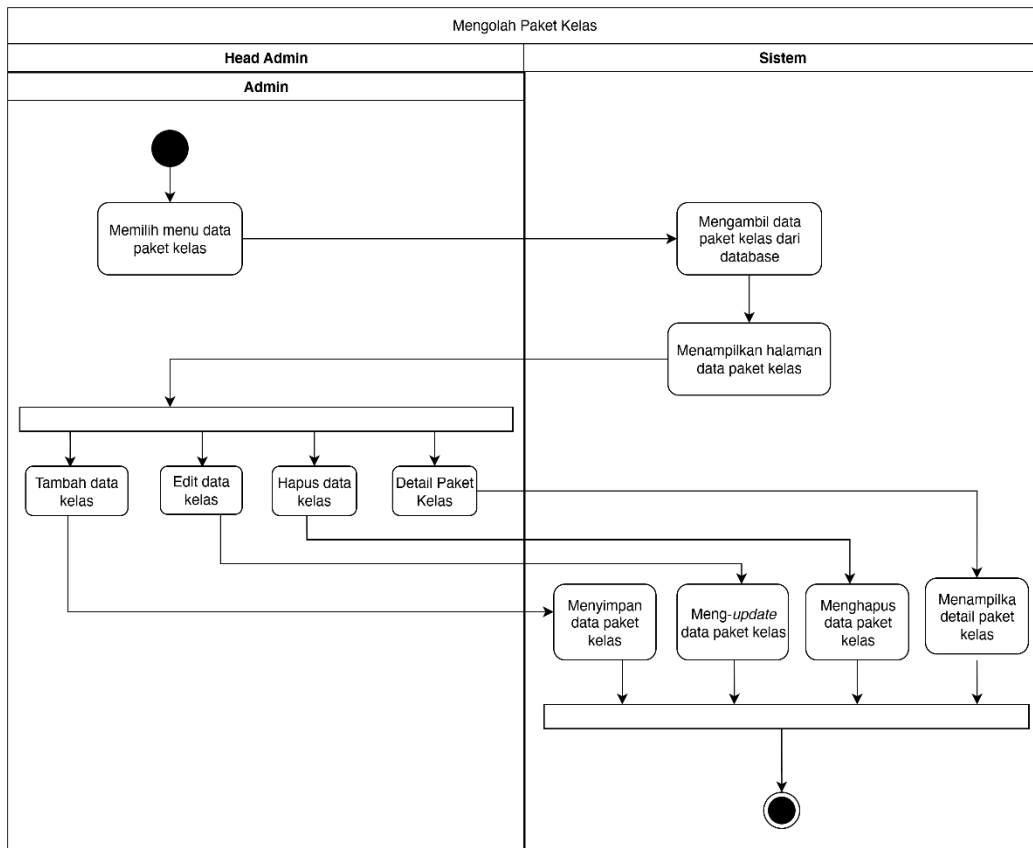 Mengolah Paket Kelas
Head Admin
Sistem
Admin
Memilih menu data
paket kelas
Mengambil data
paket kelas dari
database
Menampilkan halaman
data paket kelas
Tambah data
kelas
Edit data
kelas
Hapus data
kelas
Detail Paket
Kelas
Menyimpan
data paket
kelas
Meng-update
data paket kelas
Menghapus
data paket
kelas
Menampilka
detail paket
kelas